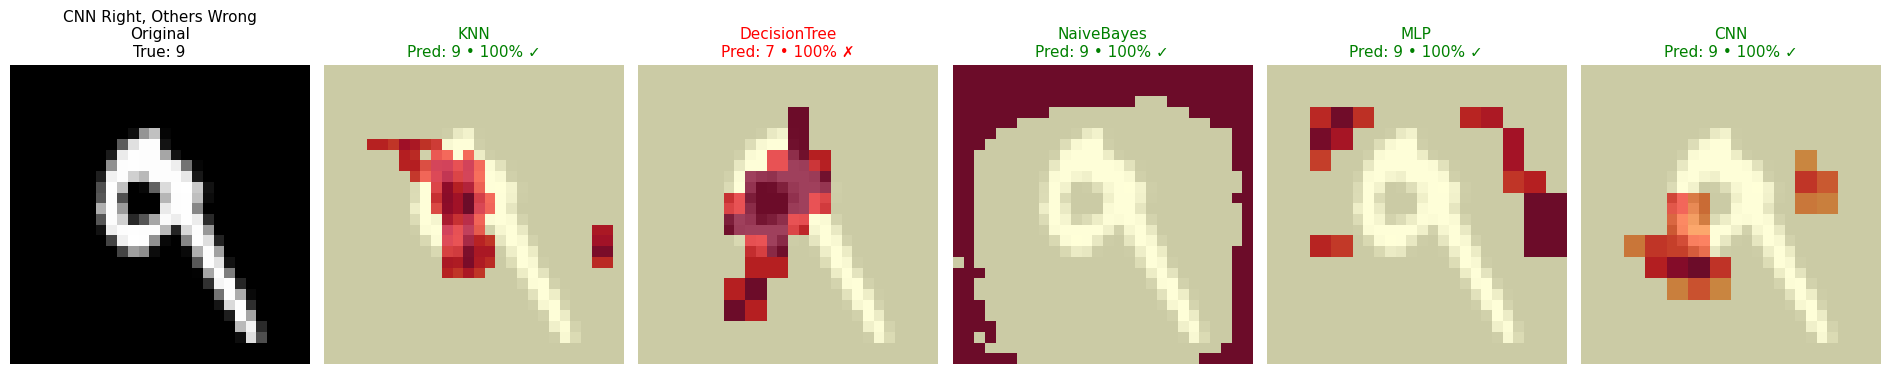 CNN Right, Others Wrong
Original
True: 9
KNN
Pred: 9 • 100% ✓
DecisionTree
Pred: 7 • 100% ✗
NaiveBayes
Pred: 9 • 100% ✓
MLP
Pred: 9 • 100% ✓
CNN
Pred: 9 • 100% ✓